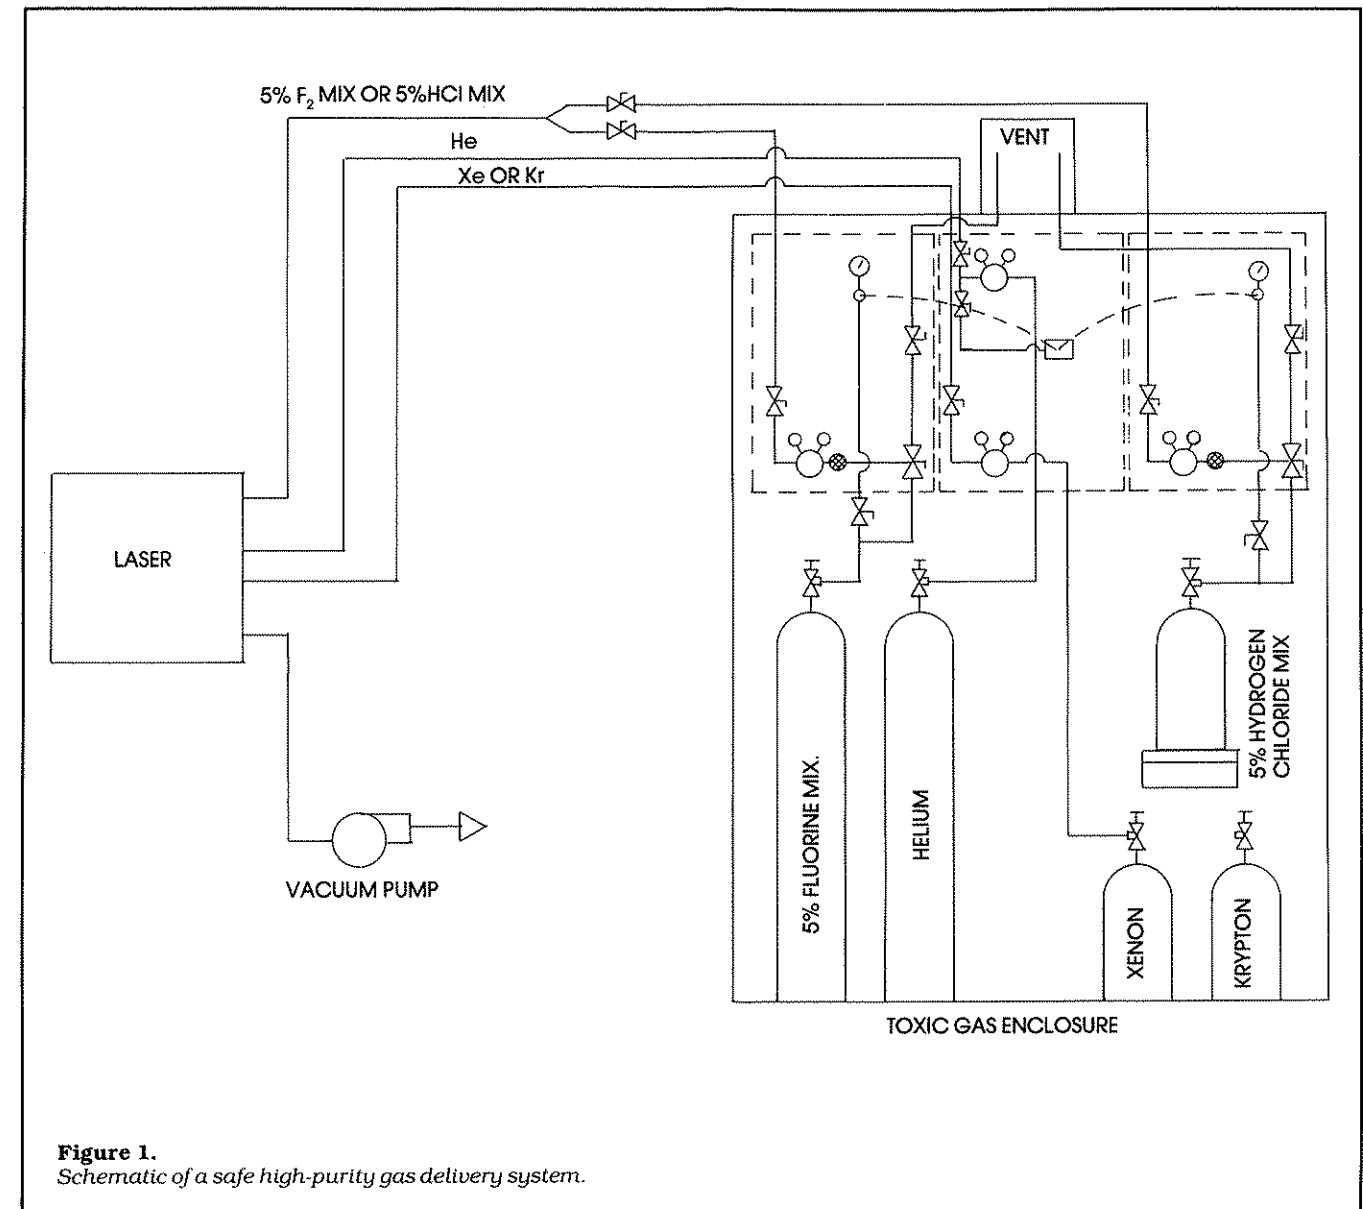 5% F2 MIX OR 5%HCl MIX
He
Xe OR Kr
VENT
LASER
VACUUM PUMP
5% FLUORINE MIX.
HELIUM
5% HYDROGEN
CHLORIDE MIX
XENON
KRYPTON
TOXIC GAS ENCLOSURE
Figure 1.
Schematic of a safe high-purity gas delivery system.